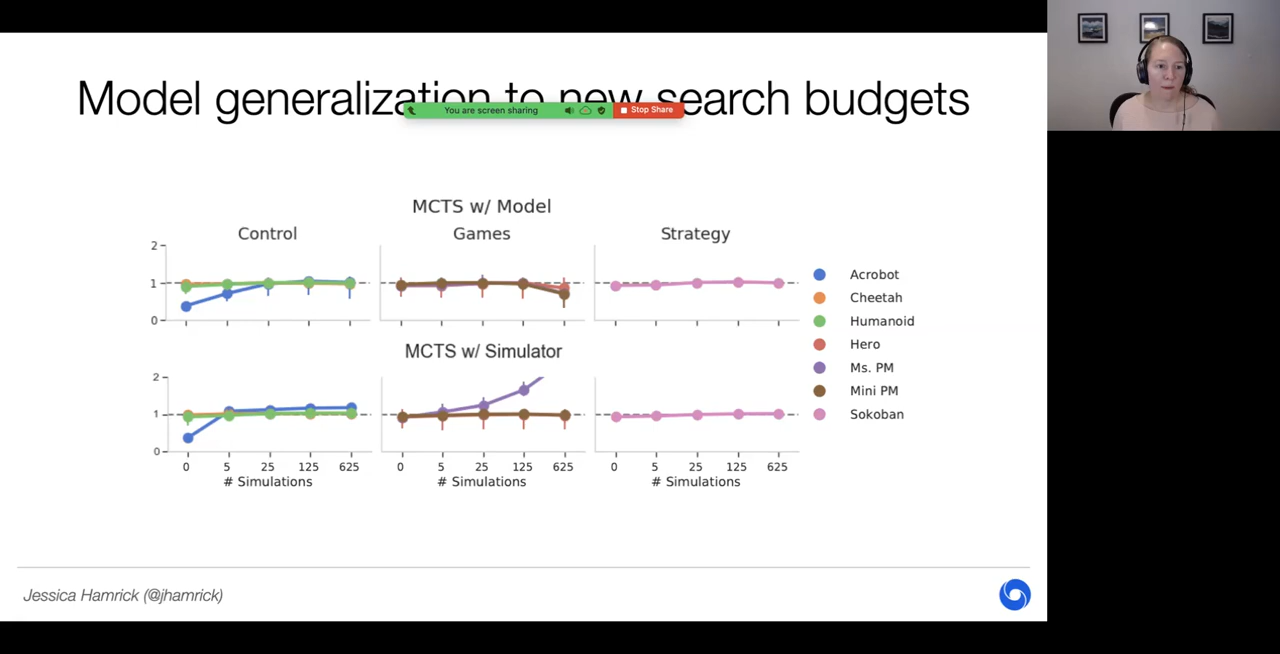 Model generalization to new search budgets
You are screen sharing
Stop Share
MCTS w/ Model
Control Games Strategy
2
1
0
MCTS w/ Simulator
2
1
0
0 5 25 125 625 0 5 25 125 625 0 5 25 125 625
# Simulations # Simulations # Simulations
Acrobot
Cheetah
Humanoid
Hero
Ms. PM
Mini PM
Sokoban
Jessica Hamrick (@jhamrick)